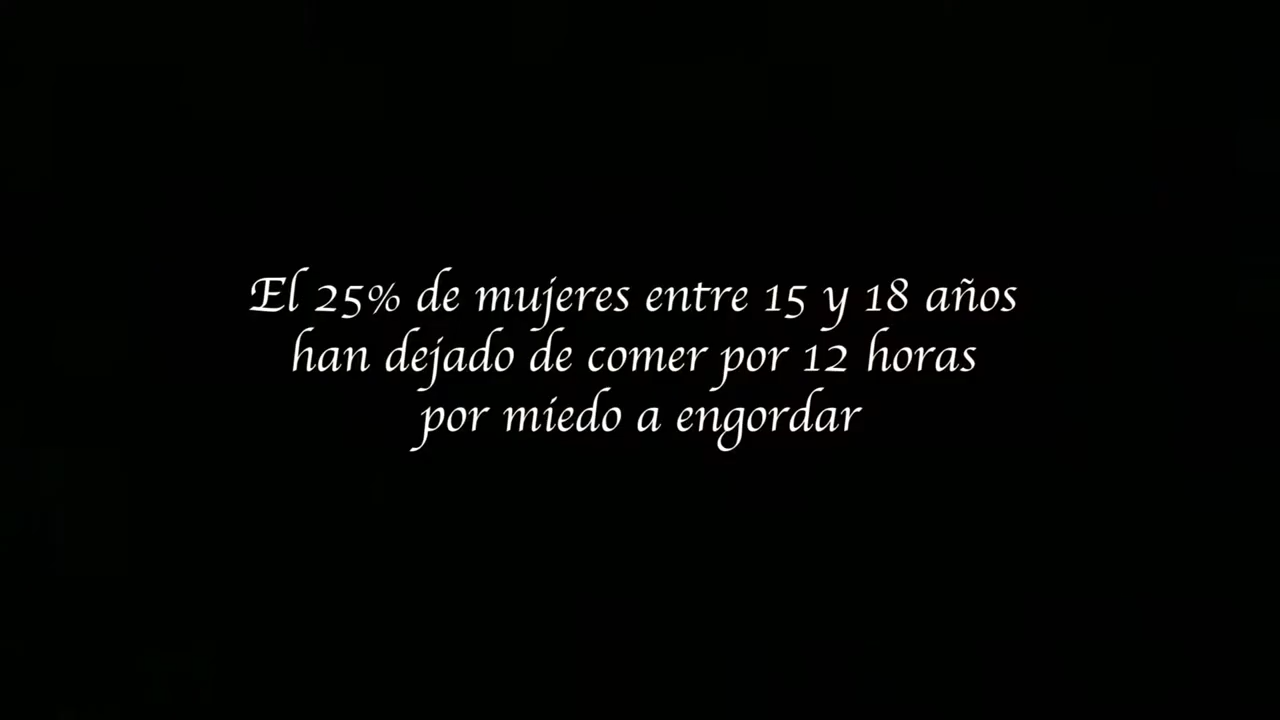 El 25% de mujeres entre 15 y 18 años
han dejado de comer por 12 horas
por miedo a engordar